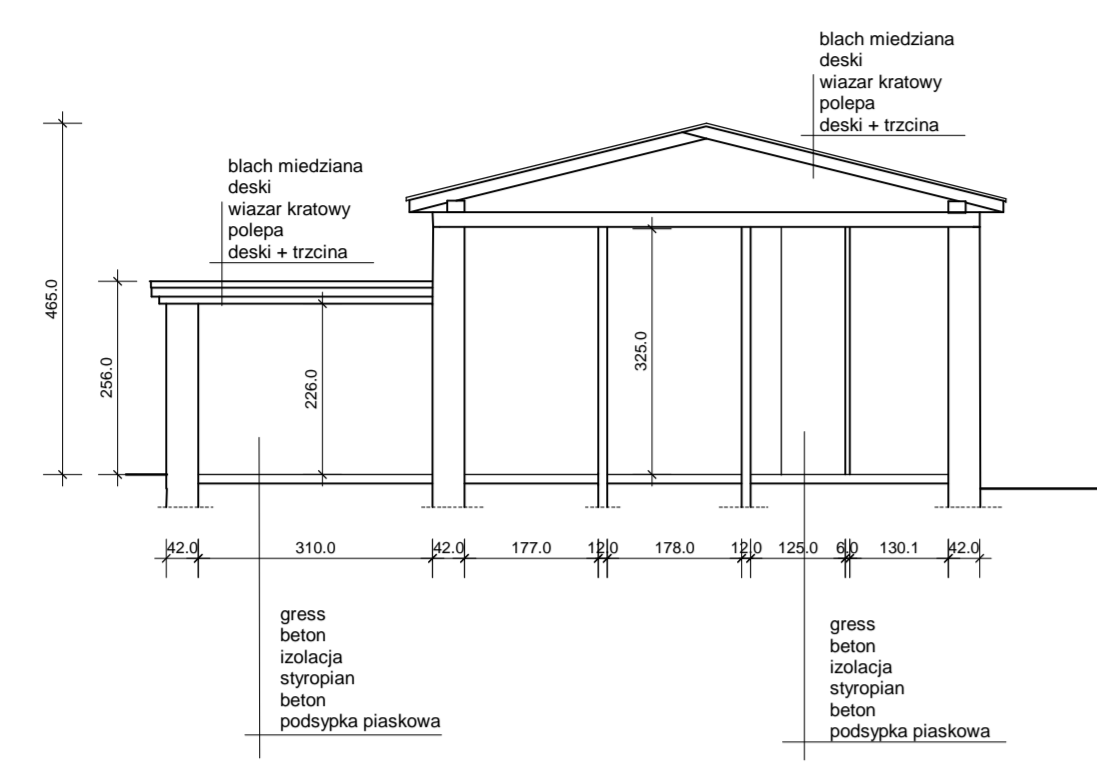 blach miedziana
deski
wiazar kratowy
polepa
deski + trzcina
blach miedziana
deski
wiazar kratowy
polepa
deski + trzcina
465.0
256.0
226.0
325.0
42.0 310.0 42.0 177.0 12.0 178.0 12.0 125.0 6.0 130.1 42.0
gress
beton
izolacja
styropian
beton
podsypka piaskowa
gress
beton
izolacja
styropian
beton
podsypka piaskowa